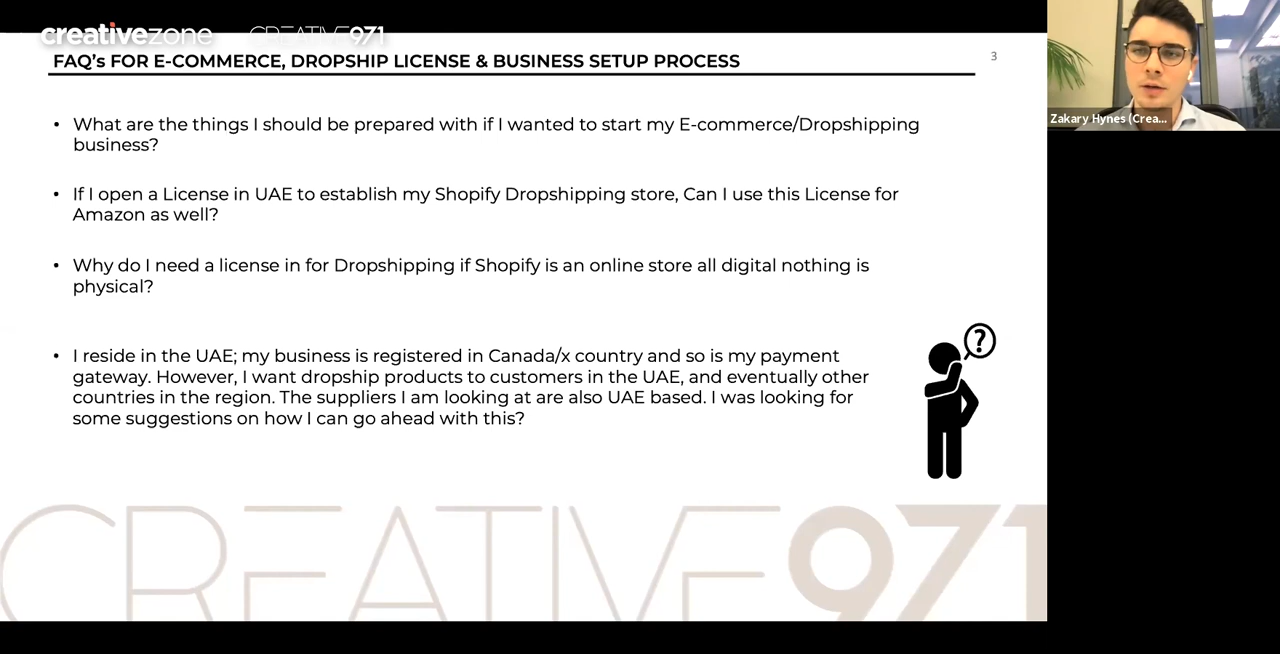 creativezone CREATIVE971
FAQ's FOR E-COMMERCE, DROPSHIP LICENSE & BUSINESS SETUP PROCESS
3
• What are the things I should be prepared with if I wanted to start my E-commerce/Dropshipping
business?
• If I open a License in UAE to establish my Shopify Dropshipping store, Can I use this License for
Amazon as well?
• Why do I need a license in for Dropshipping if Shopify is an online store all digital nothing is
physical?
• I reside in the UAE; my business is registered in Canada/x country and so is my payment
gateway. However, I want dropship products to customers in the UAE, and eventually other
countries in the region. The suppliers I am looking at are also UAE based. I was looking for
some suggestions on how I can go ahead with this?
?
CREATIVE971
Zakary Hynes (Crea...